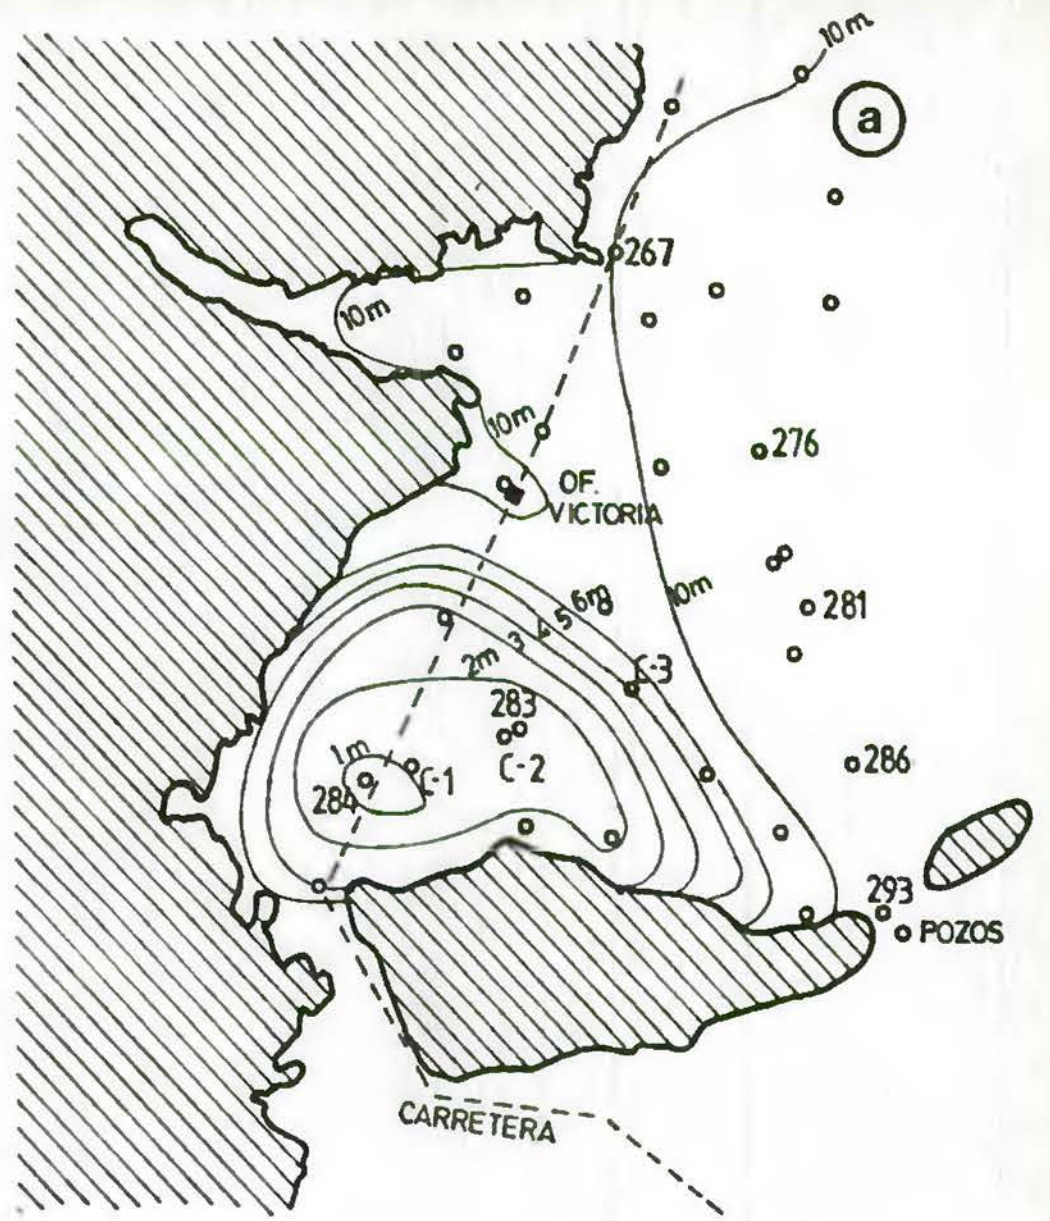 10m
a
267
10m
10m
276
OF.
VICTORIA
10m
281
2m 3 4 5 6m
C-3
283
C-2
1m
C-1
284
286
293
POZOS
CARRETERA